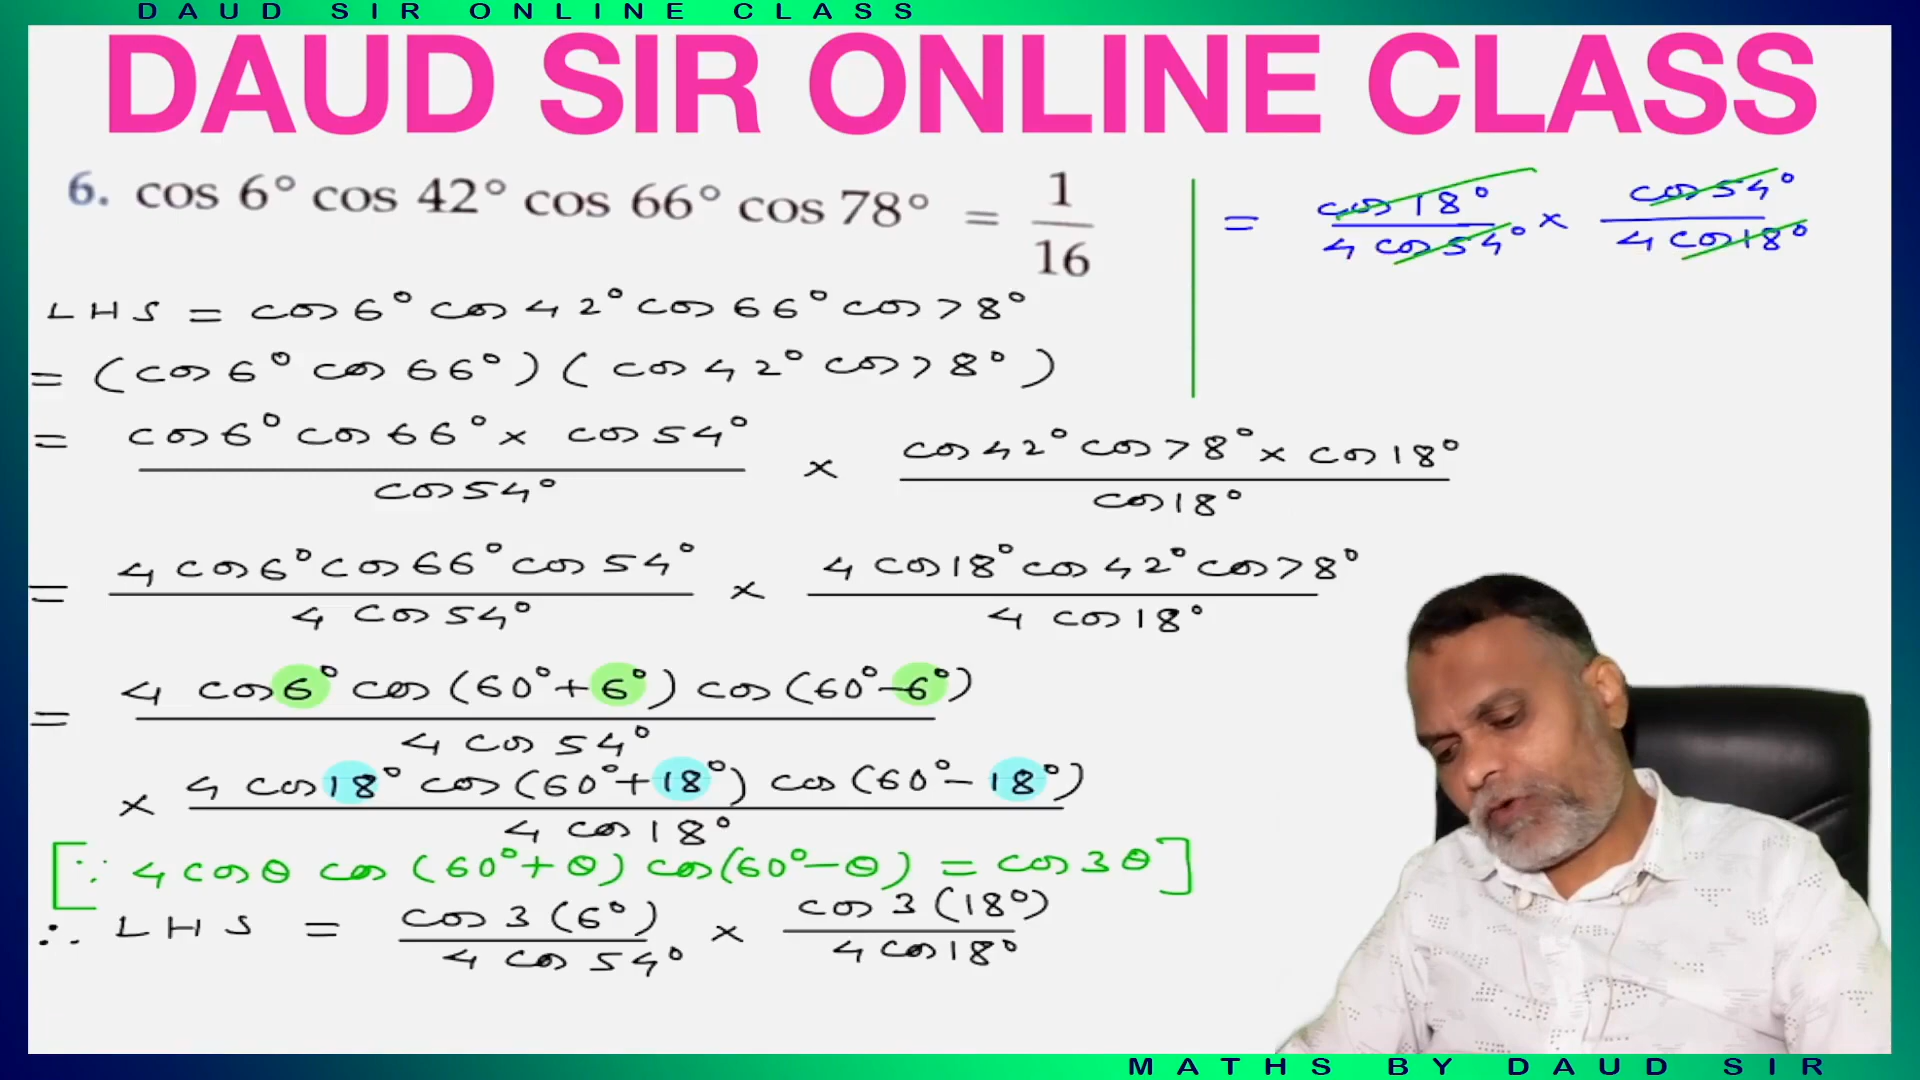 DAUD SIR ONLINE CLASS
DAUD SIR ONLINE CLASS
6. cos 6° cos 42° cos 66° cos 78° = 1/16
LHS = cos 6° cos 42° cos 66° cos 78°
= (cos 6° cos 66°) (cos 42° cos 78°)
= cos 6° cos 66° × cos 54° / cos 54° × cos 42° cos 78° × cos 18° / cos 18°
= 4 cos 6° cos 66° cos 54° / 4 cos 54° × 4 cos 18° cos 42° cos 78° / 4 cos 18°
= 4 cos 6° cos (60° + 6°) cos (60° - 6°) / 4 cos 54°
× 4 cos 18° cos (60° + 18°) cos (60° - 18°) / 4 cos 18°
[∵ 4 cos θ cos (60° + θ) cos (60° - θ) = cos 3θ]
∴ LHS = cos 3 (6°) / 4 cos 54° × cos 3 (18°) / 4 cos 18°
= cos 18° / 4 cos 54° × cos 54° / 4 cos 18°
MATHS BY DAUD SIR